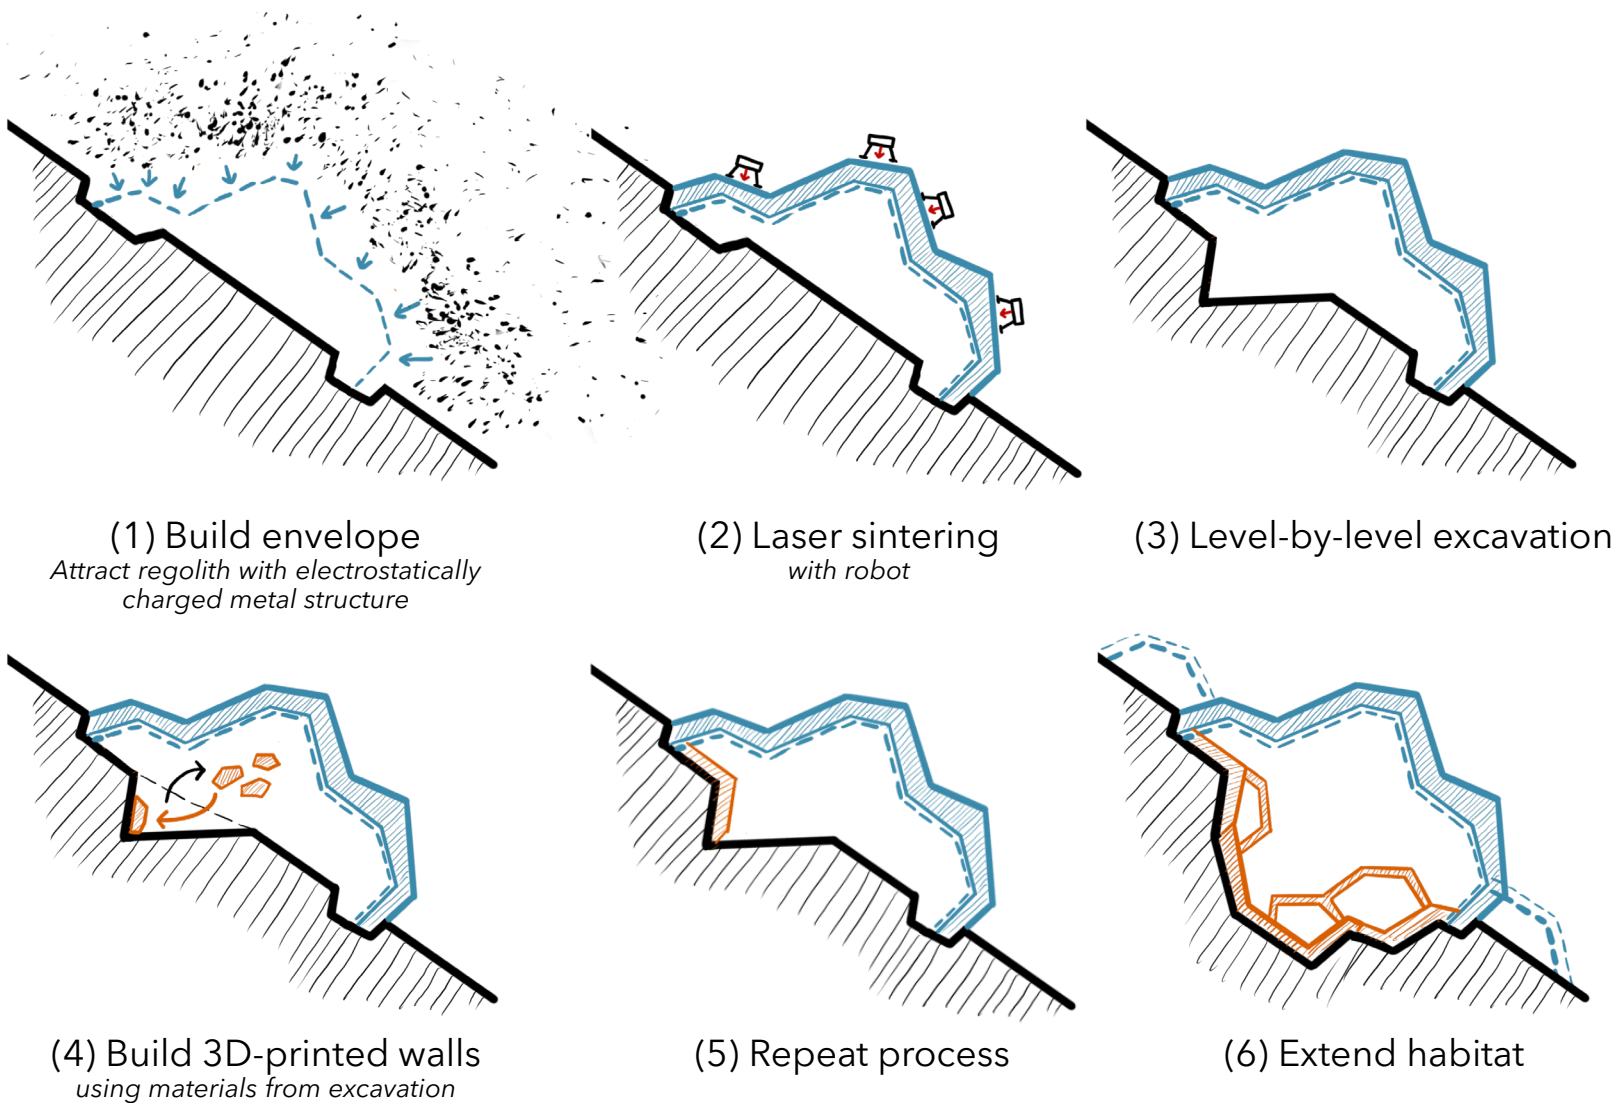 (1) Build envelope
Attract regolith with electrostatically
charged metal structure
(2) Laser sintering
with robot
(3) Level-by-level excavation
(4) Build 3D-printed walls
using materials from excavation
(5) Repeat process
(6) Extend habitat